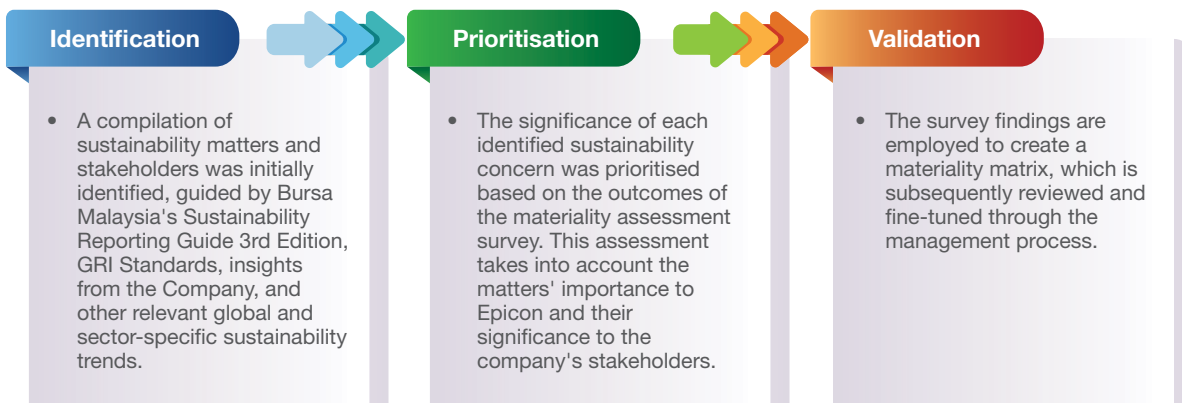 Identification
• A compilation of
sustainability matters and
stakeholders was initially
identified, guided by Bursa
Malaysia's Sustainability
Reporting Guide 3rd Edition,
GRI Standards, insights
from the Company, and
other relevant global and
sector-specific sustainability
trends.
Prioritisation
• The significance of each
identified sustainability
concern was prioritised
based on the outcomes of
the materiality assessment
survey. This assessment
takes into account the
matters' importance to
Epicon and their
significance to the
company's stakeholders.
Validation
• The survey findings are
employed to create a
materiality matrix, which is
subsequently reviewed and
fine-tuned through the
management process.